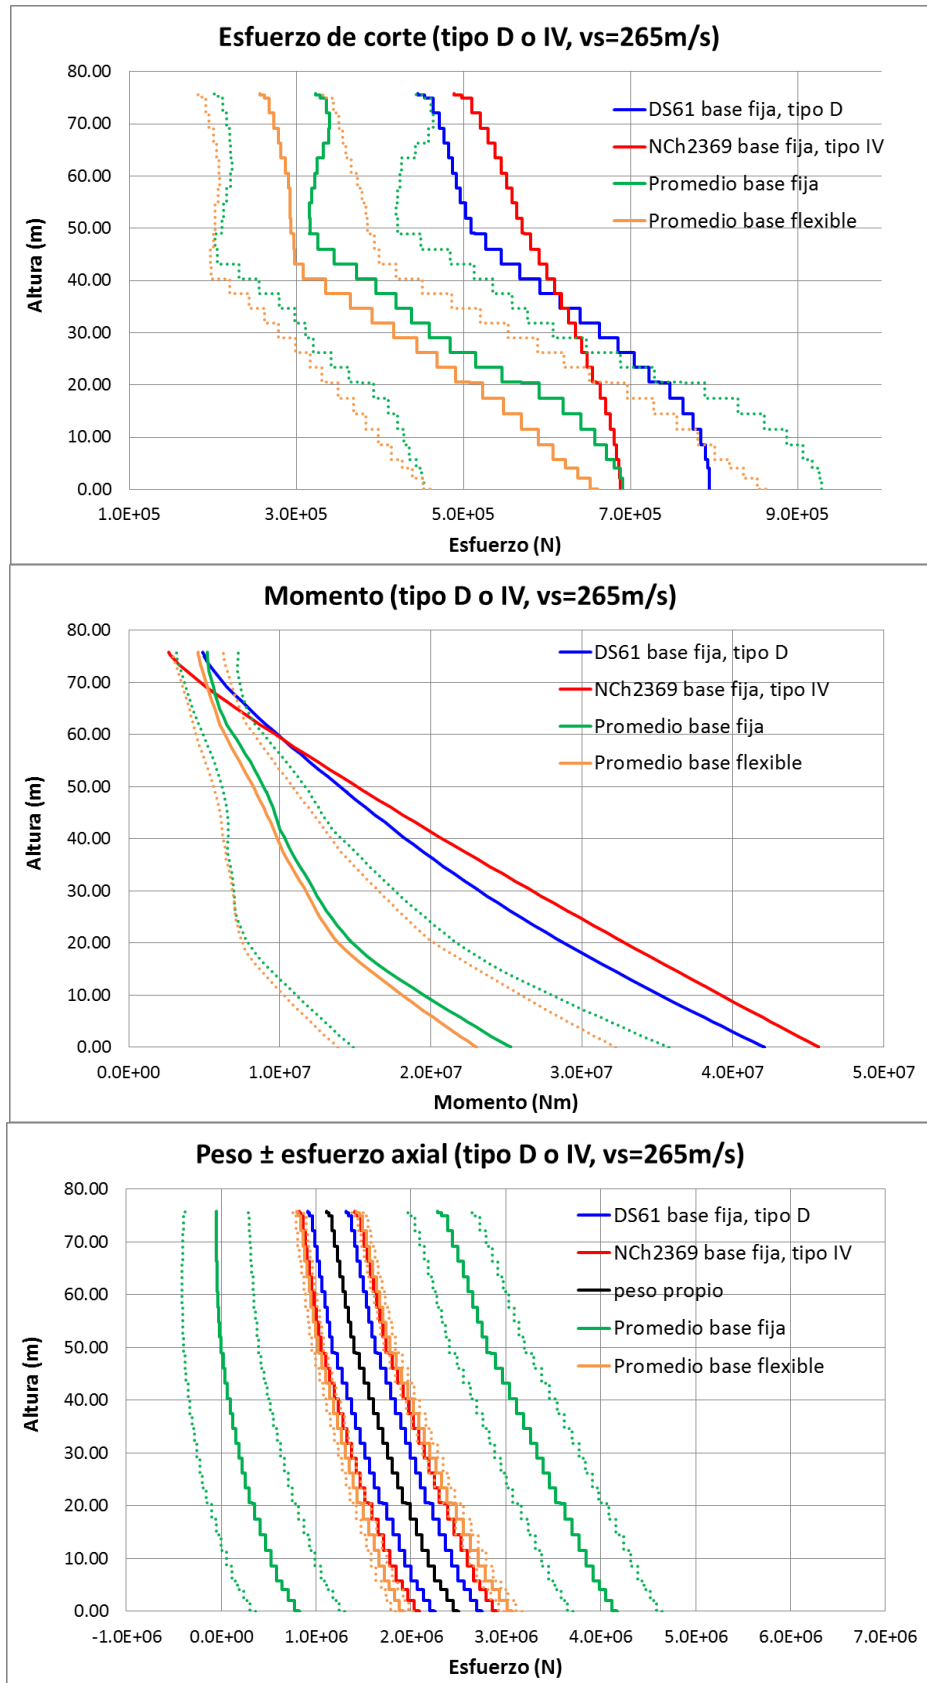 Esfuerzo de corte (tipo D o IV, vs=265m/s)
80.00
70.00
60.00
50.00
40.00
30.00
20.00
10.00
0.00
Altura (m)
DS61 base fija, tipo D
NCh2369 base fija, tipo IV
Promedio base fija
Promedio base flexible
1.0E+05 3.0E+05 5.0E+05 7.0E+05 9.0E+05
Esfuerzo (N)
Momento (tipo D o IV, vs=265m/s)
80.00
70.00
60.00
50.00
40.00
30.00
20.00
10.00
0.00
Altura (m)
DS61 base fija, tipo D
NCh2369 base fija, tipo IV
Promedio base fija
Promedio base flexible
0.0E+00 1.0E+07 2.0E+07 3.0E+07 4.0E+07 5.0E+07
Momento (Nm)
Peso ± esfuerzo axial (tipo D o IV, vs=265m/s)
80.00
70.00
60.00
50.00
40.00
30.00
20.00
10.00
0.00
Altura (m)
DS61 base fija, tipo D
NCh2369 base fija, tipo IV
peso propio
Promedio base fija
Promedio base flexible
-1.0E+06 0.0E+00 1.0E+06 2.0E+06 3.0E+06 4.0E+06 5.0E+06 6.0E+06 7.0E+06
Esfuerzo (N)